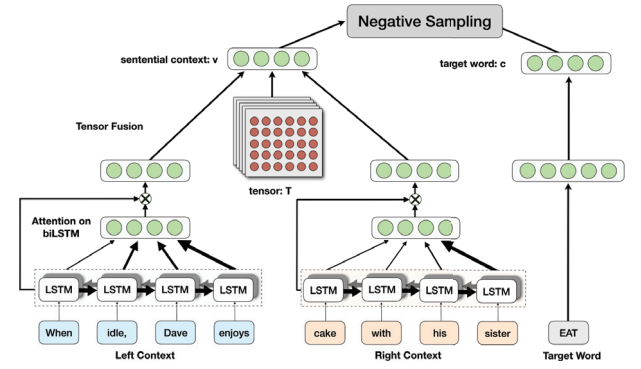 Negative Sampling
sentential context: v
target word: c
Tensor Fusion
tensor: T
Attention on
biLSTM
LSTM LSTM LSTM LSTM LSTM LSTM LSTM LSTM
When idle, Dave enjoys cake with his sister EAT
Left Context Right Context Target Word